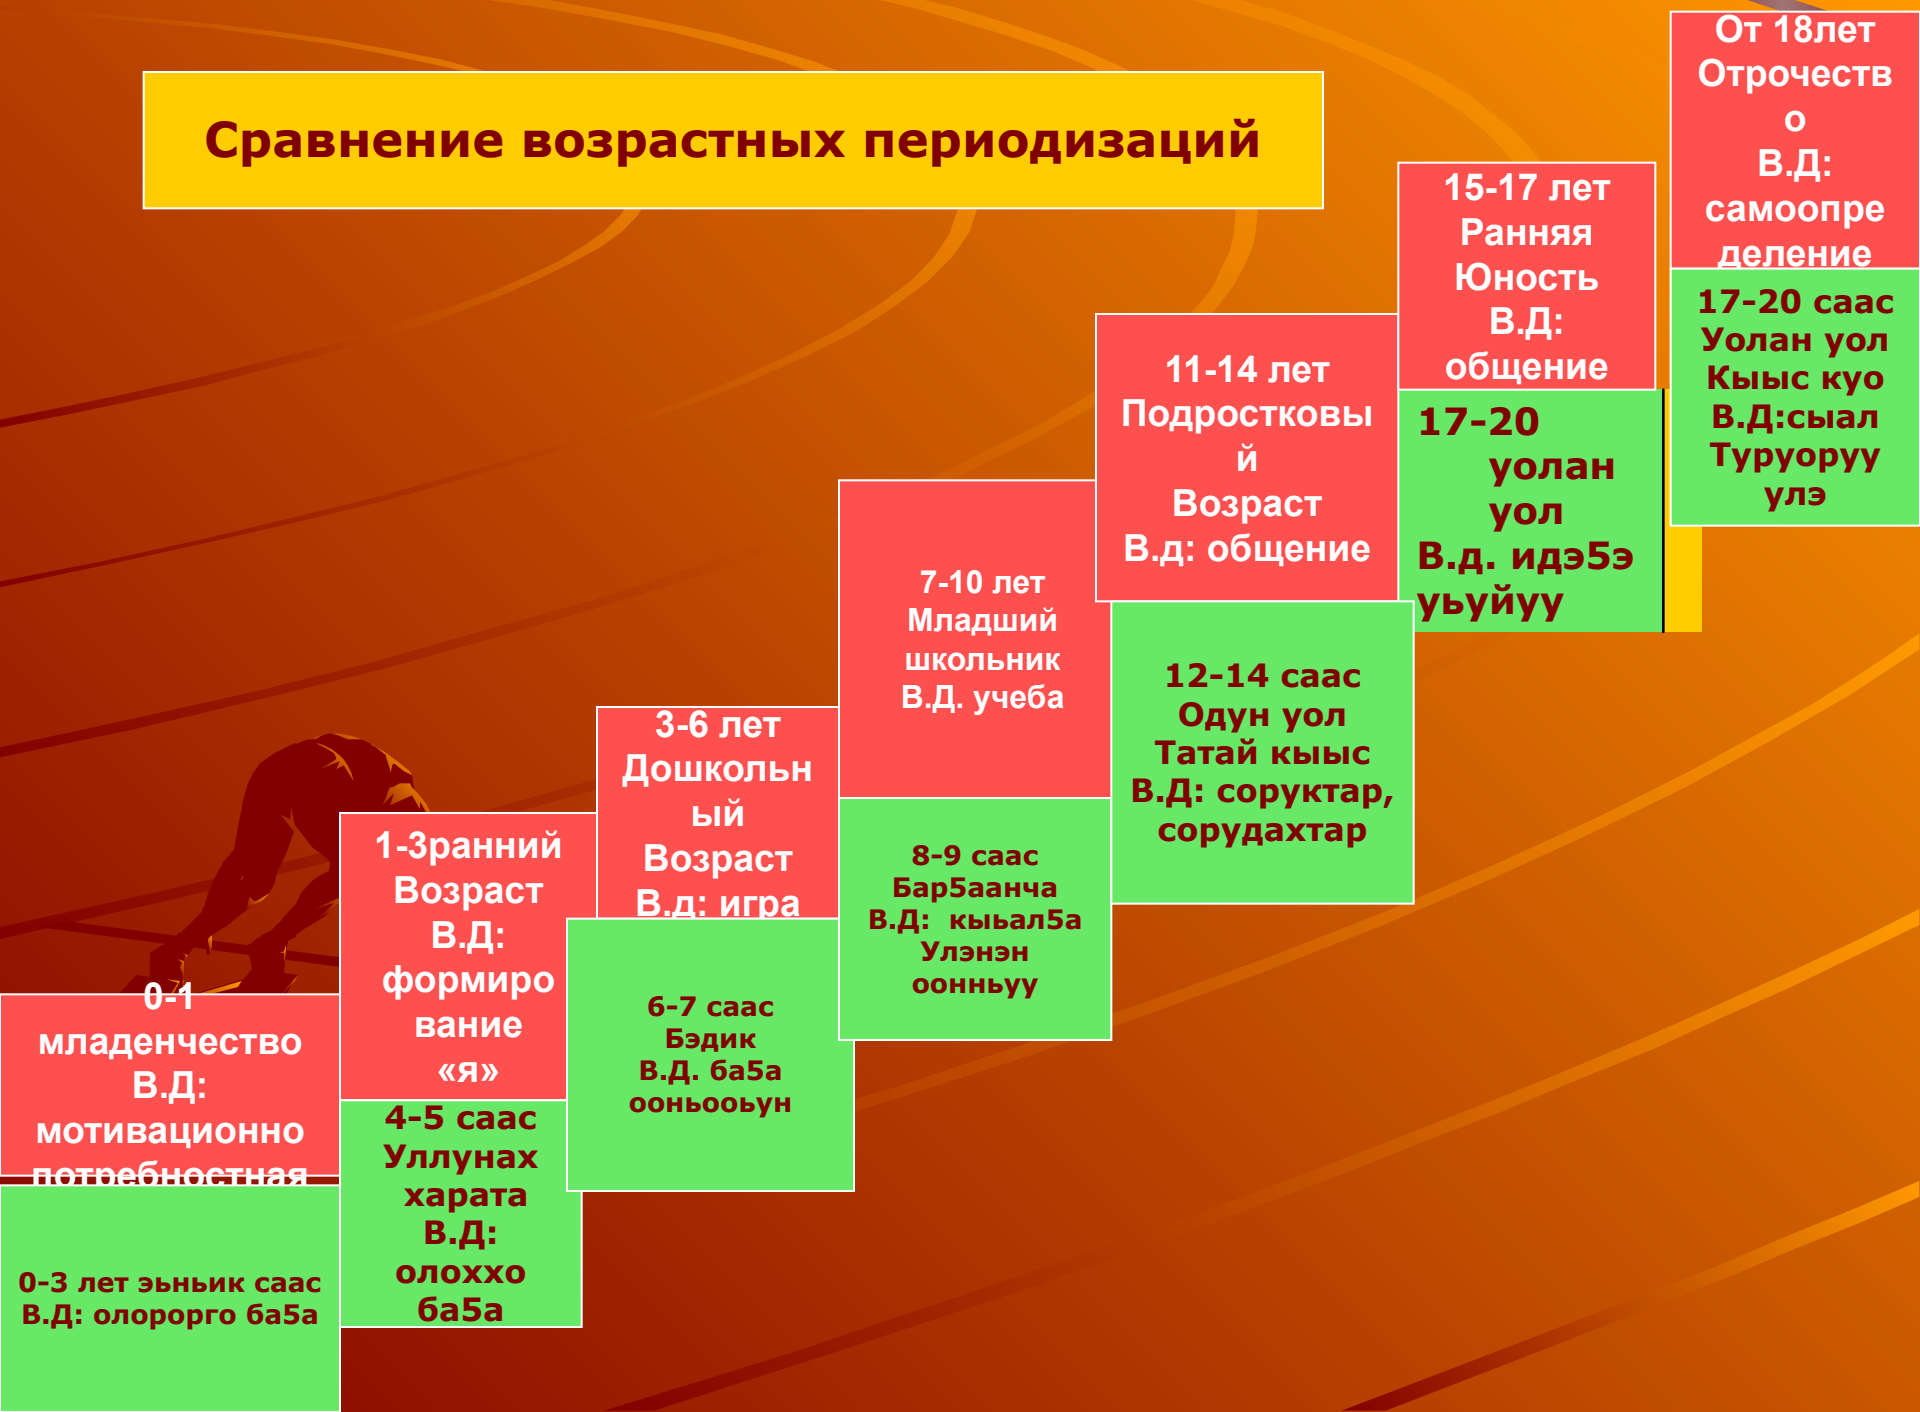 Сравнение возрастных периодизаций
От 18лет
Отрочеств
о
В.Д:
самоопре
деление
17-20 саас
Уолан уол
Кыыс куо
В.Д:сыал
Туруоруу
улэ
15-17 лет
Ранняя
Юность
В.Д:
общение
17-20
уолан
уол
В.д. идэ5э
уьуйуу
11-14 лет
Подростковы
й
Возраст
В.д: общение
12-14 саас
Одун уол
Татай кыыс
В.Д: соруктар,
сорудахтар
7-10 лет
Младший
школьник
В.Д. учеба
8-9 саас
Бар5аанча
В.Д: кыьал5а
Улэнэн
оонньуу
3-6 лет
Дошкольн
ый
Возраст
В.д: игра
6-7 саас
Бэдик
В.Д. ба5а
ооньооьун
1-3ранний
Возраст
В.Д:
формиро
вание
«я»
4-5 саас
Уллунах
харата
В.Д:
олоххо
ба5а
0-1
младенчество
В.Д:
мотивационно
потребностная
0-3 лет эьньик саас
В.Д: олорорго ба5а